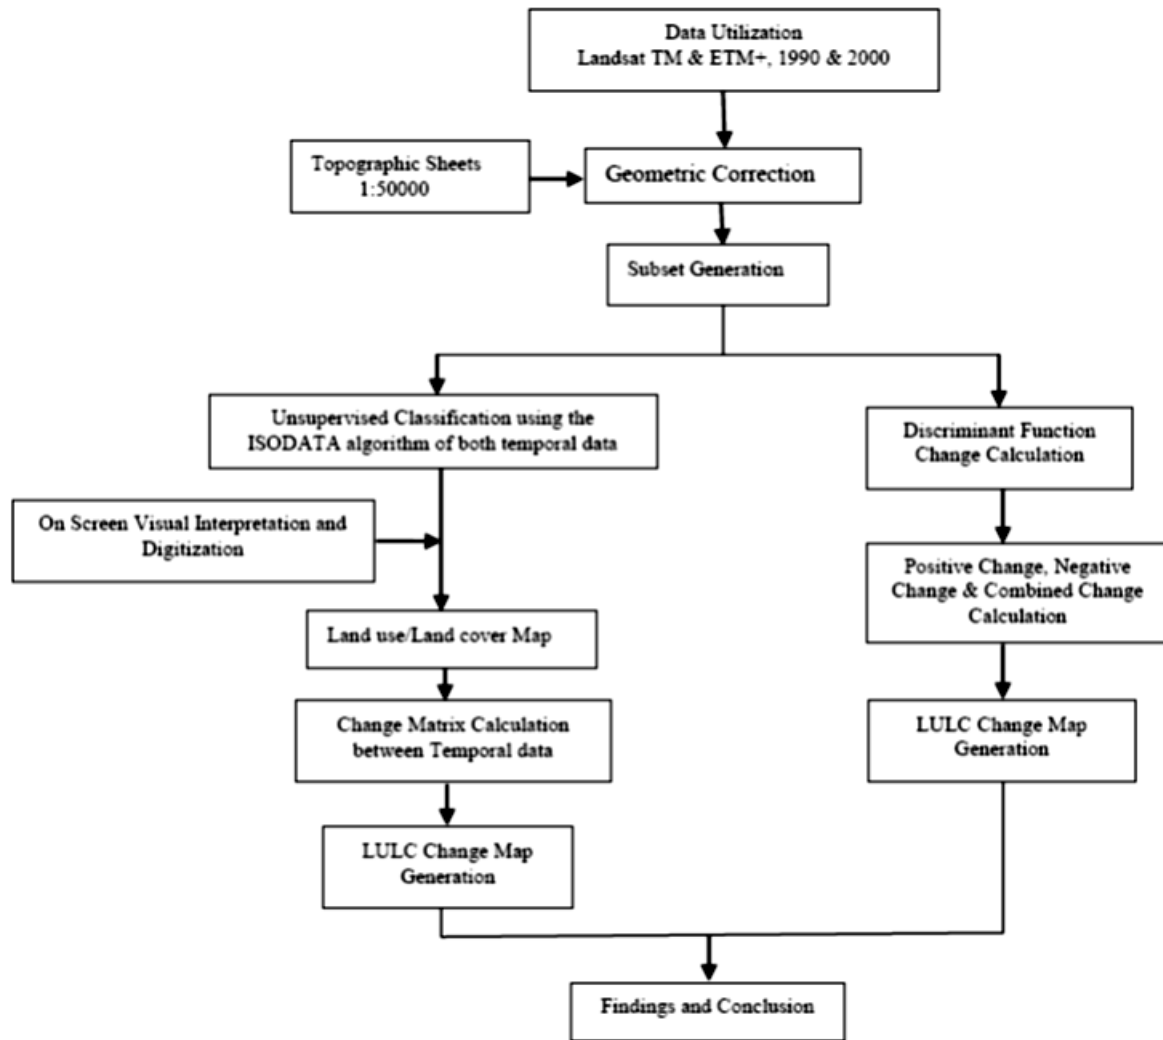 Data Utilization
Landsat TM & ETM+, 1990 & 2000
Topographic Sheets
1:50000
Geometric Correction
Subset Generation
Unsupervised Classification using the
ISODATA algorithm of both temporal data
Discriminant Function
Change Calculation
On Screen Visual Interpretation and
Digitization
Positive Change, Negative
Change & Combined Change
Calculation
Land use/Land cover Map
Change Matrix Calculation
between Temporal data
LULC Change Map
Generation
LULC Change Map
Generation
Findings and Conclusion